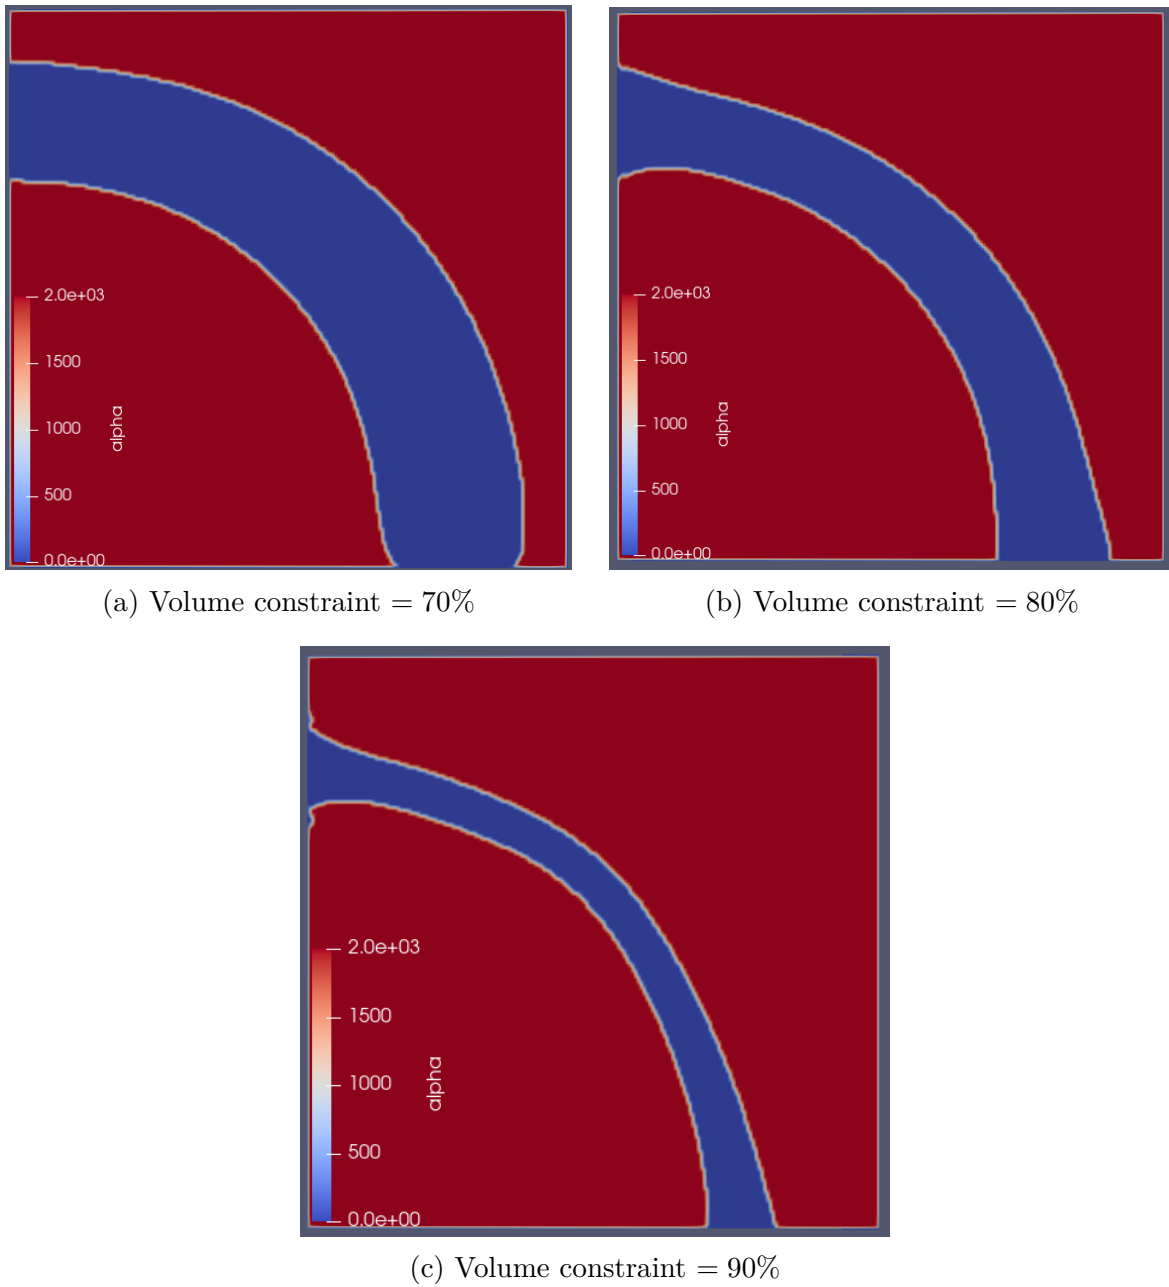 2.0e+03
1500
1000
500
0.0e+00
alpha
2.0e+03
1500
1000
500
0.0e+00
alpha
(a) Volume constraint = 70%
(b) Volume constraint = 80%
2.0e+03
1500
1000
500
0.0e+00
alpha
(c) Volume constraint = 90%